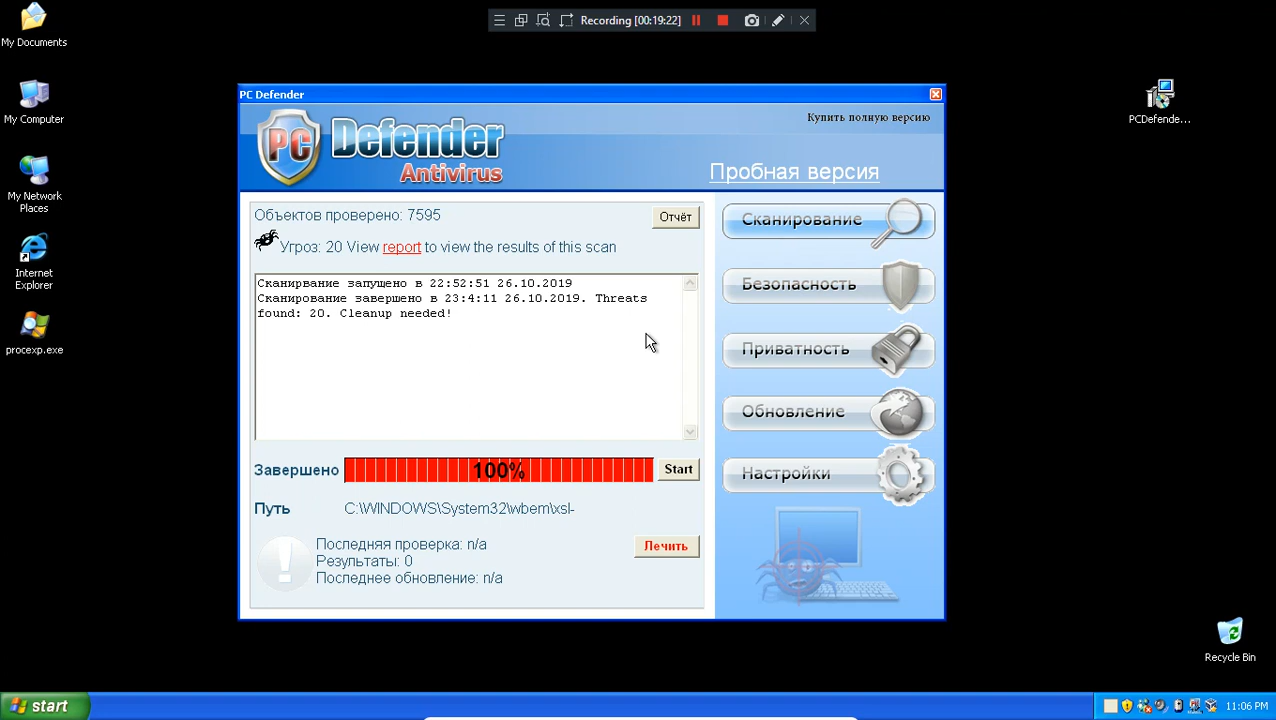 Recording [00:19:22]
My Documents
My Computer
My Network
Places
Internet
Explorer
procexp.exe
PCDefende...
PC Defender
PC Defender
Antivirus
Купить полную версию
Пробная версия
Объектов проверено: 7595
Отчёт
Угроз: 20 View report to view the results of this scan
Сканирвание запущено в 22:52:51 26.10.2019
Сканирование завершено в 23:4:11 26.10.2019. Threats
found: 20. Cleanup needed!
Завершено
100%
Start
Путь
C:\WINDOWS\System32\wbem\xsl-
Последняя проверка: n/a
Результаты: 0
Последнее обновление: n/a
Лечить
Сканирование
Безопасность
Приватность
Обновление
Настройки
Recycle Bin
start
11:06 PM